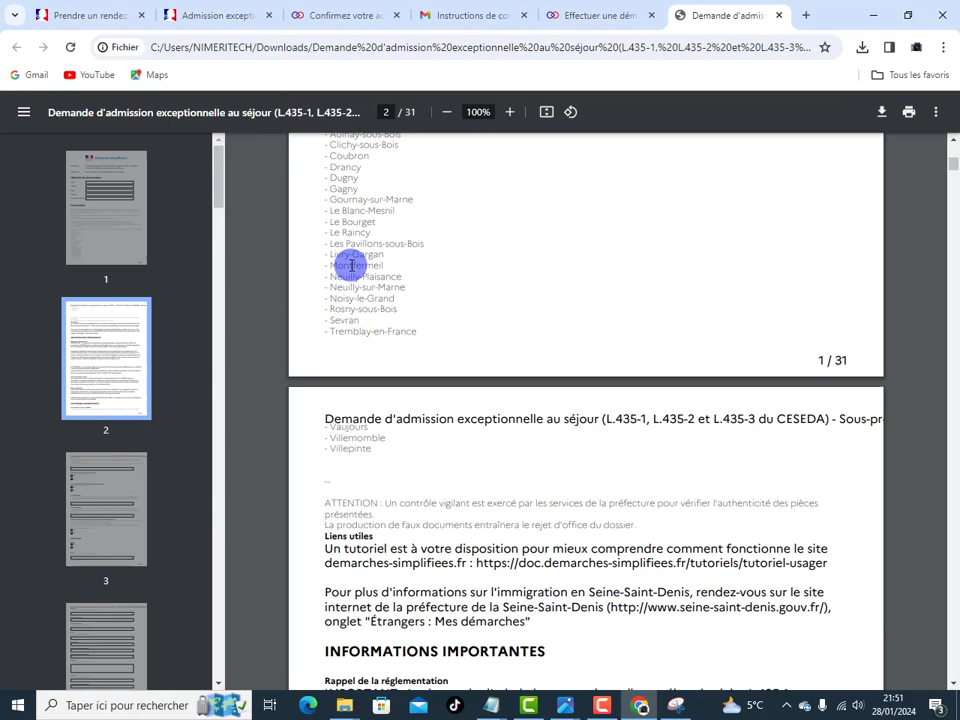 Prendre un rendez
Admission excepti
Confirmez votre ac
Instructions de con
Effectuer une dém
Demande d'admiss
Fichier
C:/Users/NIMERITECH/Downloads/Demande%20d'admission%20exceptionnelle%20au%20séjour%20(L.435-1,%20L.435-2%20et%20L.435-3%...
Gmail
YouTube
Maps
Tous les favoris
Demande d'admission exceptionnelle au séjour (L.435-1, L.435-2...
2 / 31
100%
1
2
3
- Aulnay-sous-Bois
- Clichy-sous-Bois
- Coubron
- Drancy
- Dugny
- Gagny
- Gournay-sur-Marne
- Le Blanc-Mesnil
- Le Bourget
- Le Raincy
- Les Pavillons-sous-Bois
- Livry-Gargan
- Montfermeil
- Neuilly-Plaisance
- Neuilly-sur-Marne
- Noisy-le-Grand
- Rosny-sous-Bois
- Sevran
- Tremblay-en-France
1 / 31
Demande d'admission exceptionnelle au séjour (L.435-1, L.435-2 et L.435-3 du CESEDA) - Sous-pr
- Vaujours
- Villemomble
- Villepinte
--
ATTENTION : Un contrôle vigilant est exercé par les services de la préfecture pour vérifier l'authenticité des pièces
présentées.
La production de faux documents entraînera le rejet d'office du dossier.
Liens utiles
Un tutoriel est à votre disposition pour mieux comprendre comment fonctionne le site
demarches-simplifiees.fr : https://doc.demarches-simplifiees.fr/tutoriels/tutoriel-usager
Pour plus d'informations sur l'immigration en Seine-Saint-Denis, rendez-vous sur le site
internet de la préfecture de la Seine-Saint-Denis (http://www.seine-saint-denis.gouv.fr/),
onglet "Étrangers : Mes démarches"
INFORMATIONS IMPORTANTES
Rappel de la réglementation
Taper ici pour rechercher
5°C
21:51
28/01/2024
3